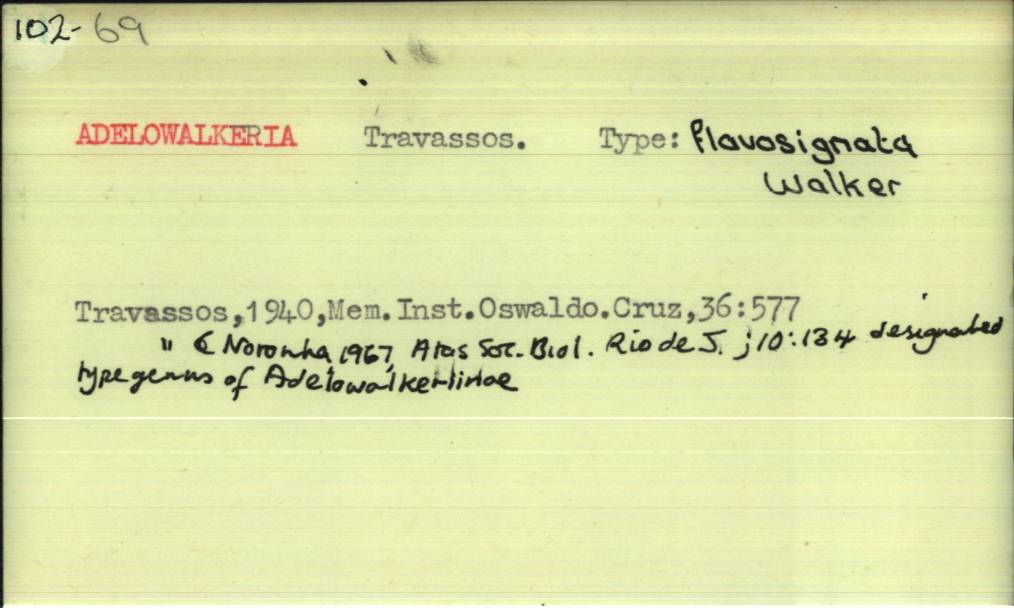 102-69
ADELOWALKERIA Travassos. Type: flavosignata
Walker
Travassos,1940,Mem.Inst.Oswaldo.Cruz,36:577
" & Noronha, 1967, Atas Soc. Biol. Rio de J. ; 10: 134 designated
type genus of Adelowalkeriinae